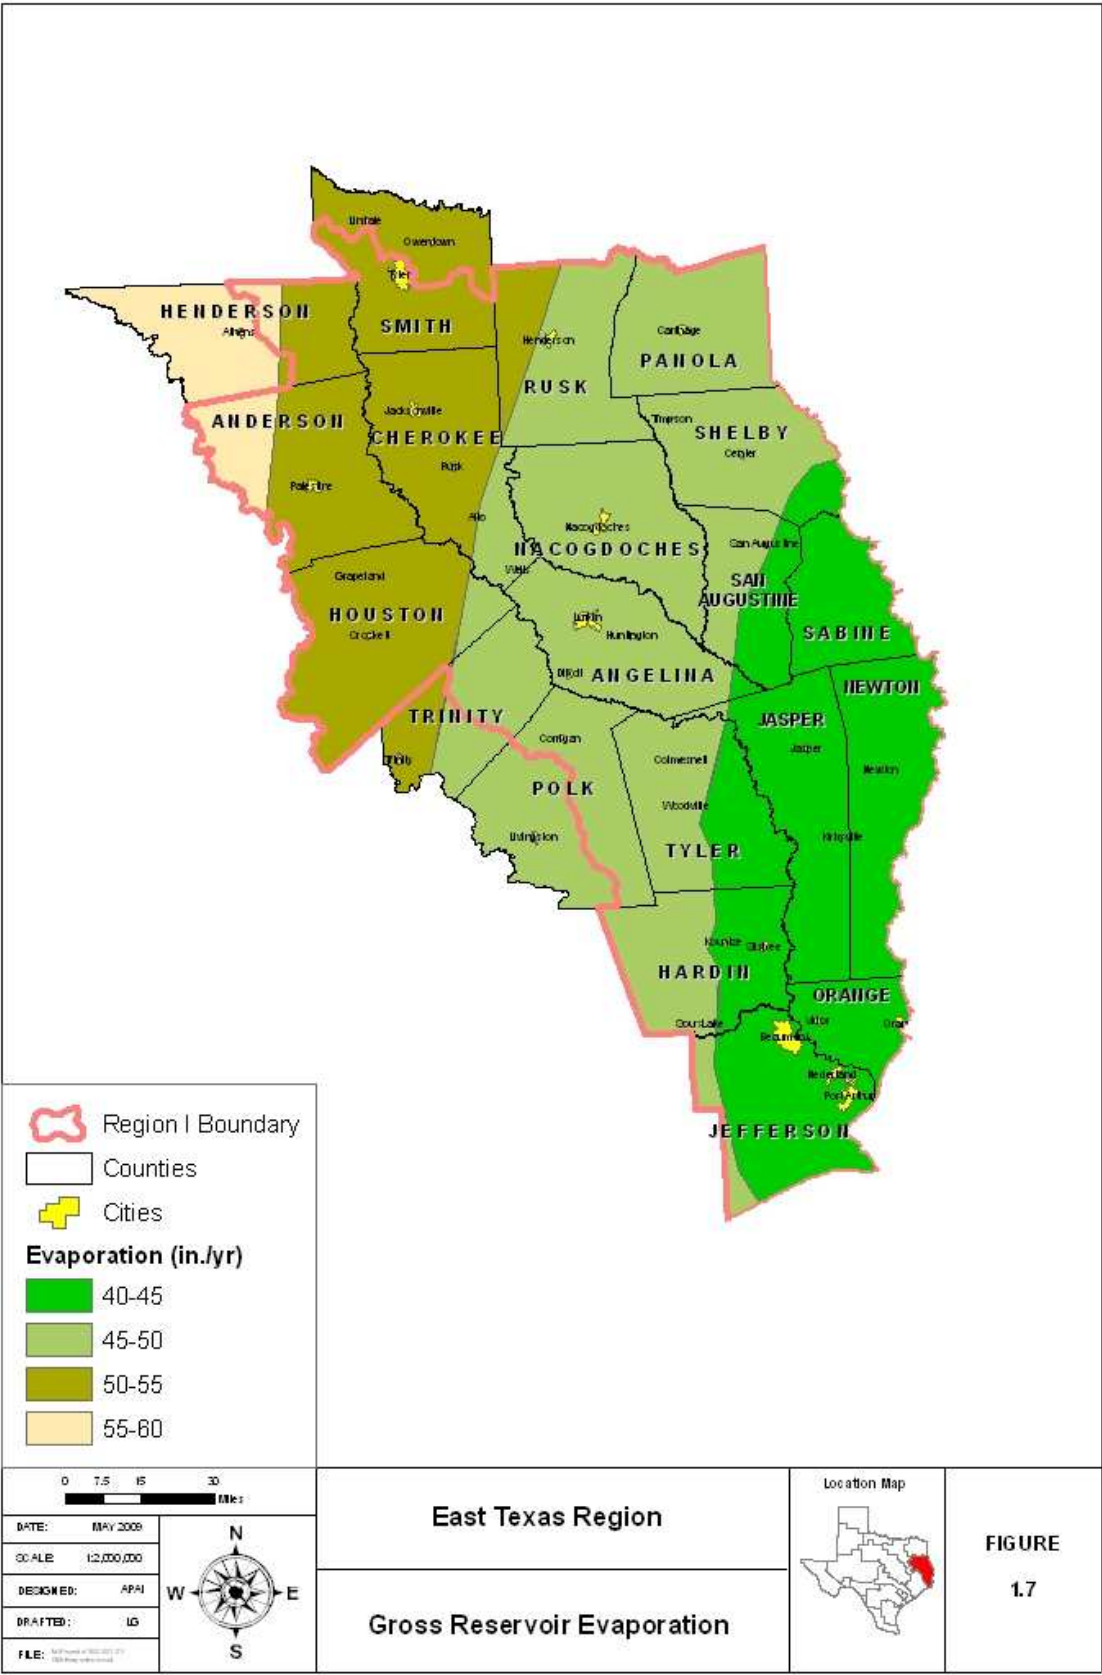 Lindale
Owentown
Tyler
HENDERSON
Athens
SMITH
Henderson
Carthage
PANOLA
RUSK
ANDERSON
Jacksonville
CHEROKEE
Timpson
SHELBY
Center
Rusk
Palestine
Alto
Nacogdoches
NACOGDOCHES
San Augustine
Wells
Grapeland
SAN
AUGUSTINE
HOUSTON
Crockett
Lufkin
Huntington
SABINE
Diboll
ANGELINA
NEWTON
TRINITY
JASPER
Corrigan
Jasper
Trinity
Colmesneil
Newton
POLK
Woodville
Livingston
Kirbyville
TYLER
Kountze
Silsbee
HARDIN
ORANGE
Sour Lake
Vidor
Orange
Beaumont
Nederland
Port Arthur
JEFFERSON
Region I Boundary
Counties
Cities
Evaporation (in./yr)
40-45
45-50
50-55
55-60
0 7.5 15 30
Miles
DATE: MAY 2009
SCALE: 1:2,000,000
DESIGNED: APAI
DRAFTED: LG
FILE:
N
W E
S
East Texas Region
Gross Reservoir Evaporation
Location Map
FIGURE
1.7